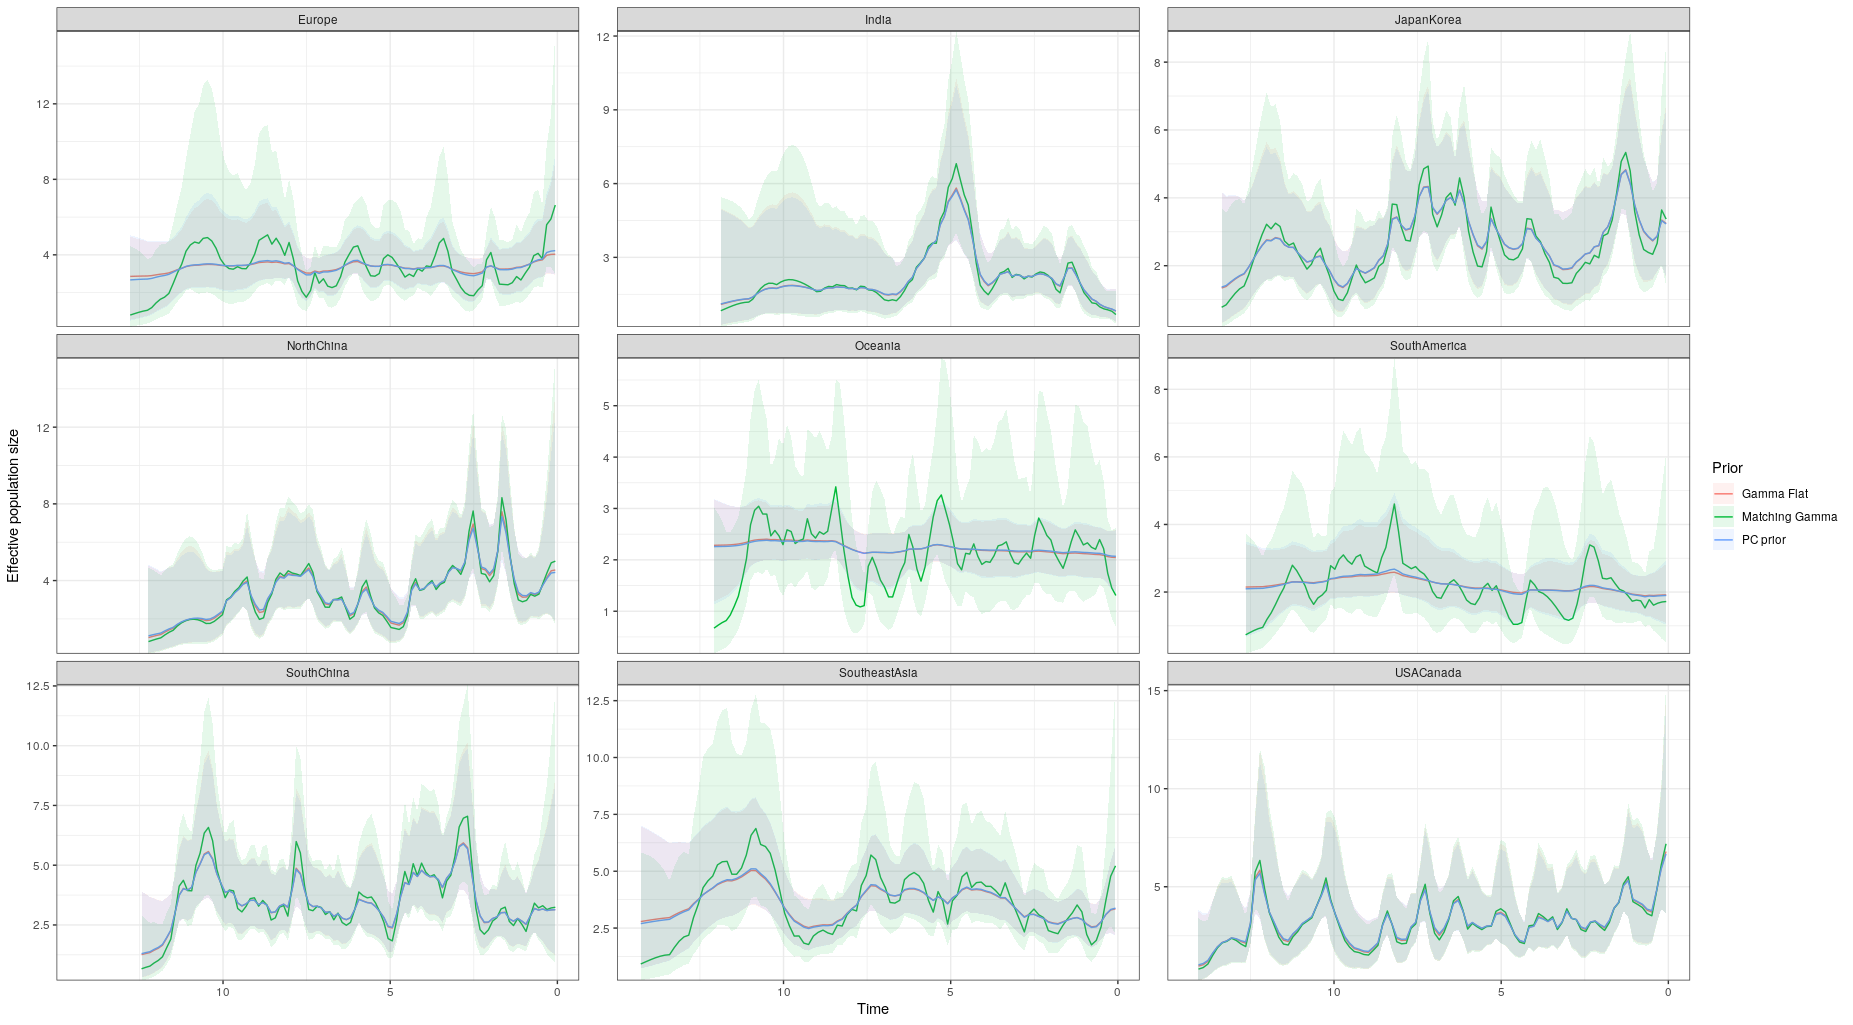 Europe
India
JapanKorea
12
8
4
12
9
6
3
8
6
4
2
NorthChina
Oceania
SouthAmerica
12
8
4
5
4
3
2
1
8
6
4
2
SouthChina
SoutheastAsia
USACanada
12.5
10.0
7.5
5.0
2.5
12.5
10.0
7.5
5.0
2.5
15
10
5
10 5 0
10 5 0
10 5 0
Time
Effective population size
Prior
Gamma Flat
Matching Gamma
PC prior